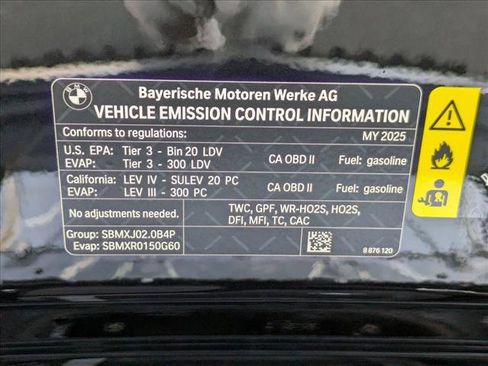 BMW
Bayerische Motoren Werke AG
VEHICLE EMISSION CONTROL INFORMATION
Conforms to regulations: MY 2025
U.S. EPA: Tier 3 - Bin 20 LDV
EVAP: Tier 3 - 300 LDV CA OBD II Fuel: gasoline
California: LEV IV - SULEV 20 PC
EVAP: LEV III - 300 PC CA OBD II Fuel: gasoline
No adjustments needed. TWC, GPF, WR-HO2S, HO2S,
DFI, MFI, TC, CAC
Group: SBMXJ02.0B4P
Evap: SBMXR0150G60 8 876 120